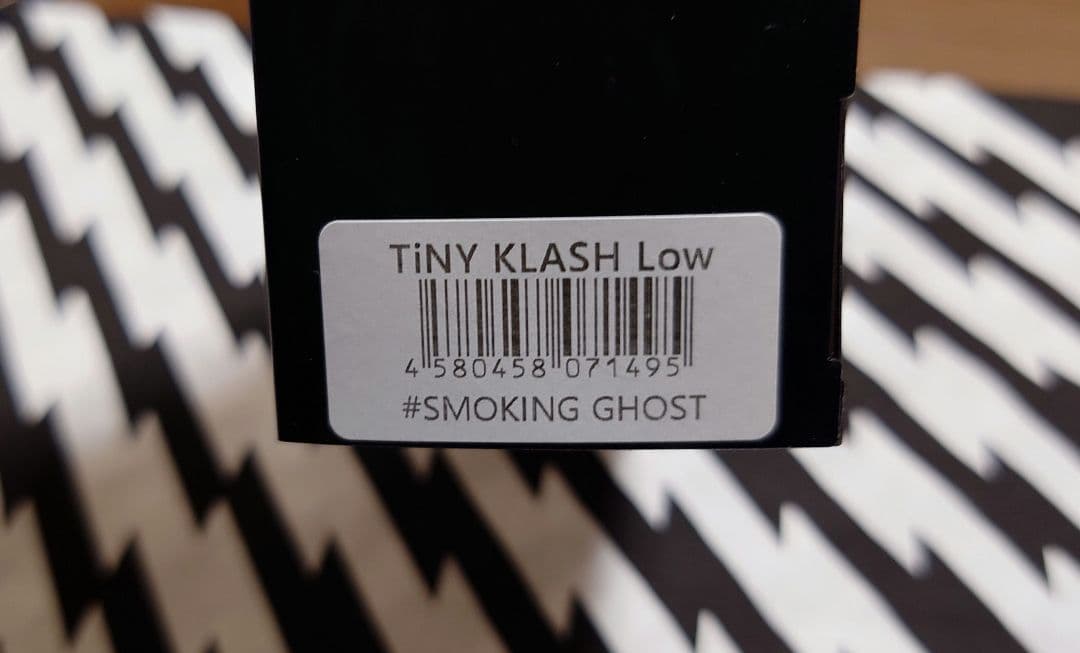 TiNY KLASH Low
4 580458 071495
#SMOKING GHOST